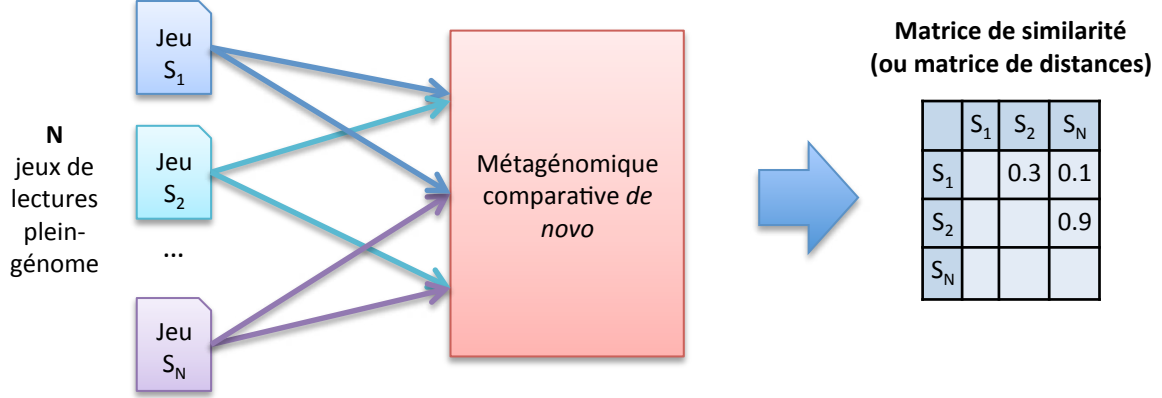 N
jeux de
lectures
plein-
génome
Jeu
S1
Jeu
S2
...
Jeu
SN
Métagénomique
comparative de
novo
Matrice de similarité
(ou matrice de distances)
S1 S2 SN
S1 0.3 0.1
S2 0.9
SN